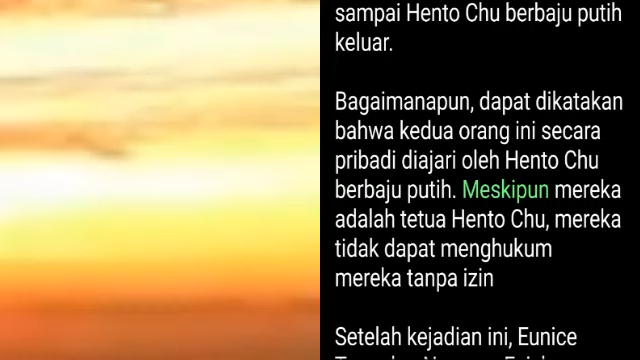 sampai Hento Chu berbaju putih
keluar.
Bagaimanapun, dapat dikatakan
bahwa kedua orang ini secara
pribadi diajari oleh Hento Chu
berbaju putih. Meskipun mereka
adalah tetua Hento Chu, mereka
tidak dapat menghukum
mereka tanpa izin
Setelah kejadian ini, Eunice